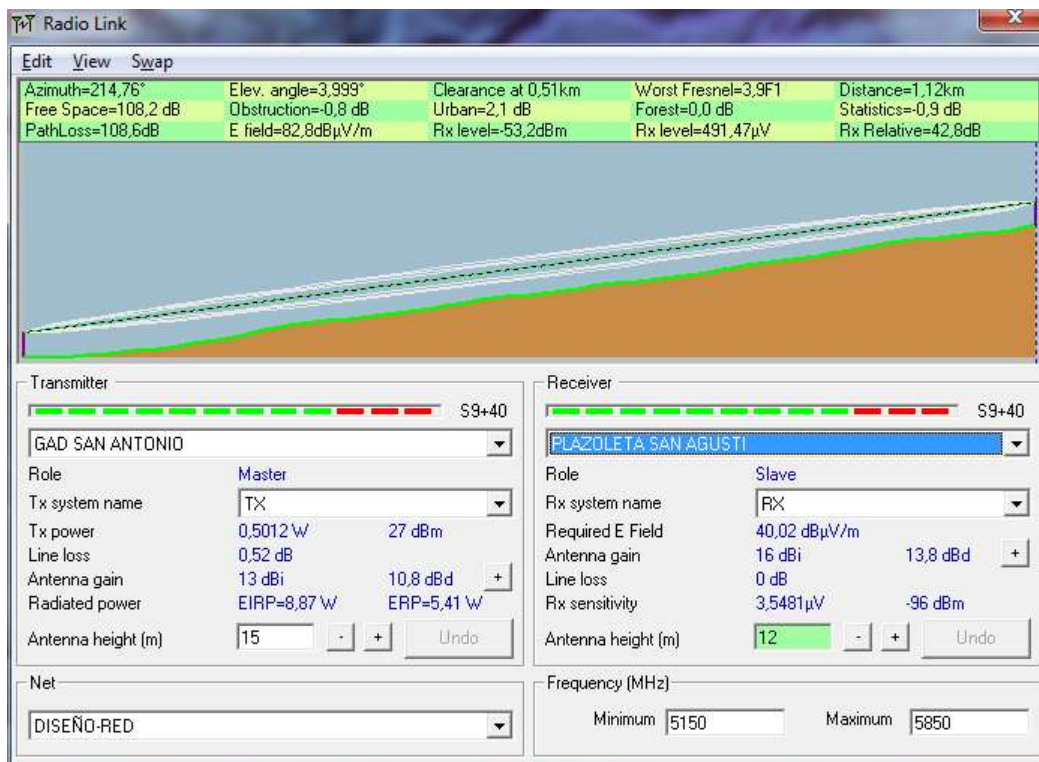 Radio Link
Edit View Swap
Azimuth=214,76° Elev. angle=3,999° Clearance at 0,51km Worst Fresnel=3,9F1 Distance=1,12km
Free Space=108,2 dB Obstruction=-0,8 dB Urban=2,1 dB Forest=0,0 dB Statistics=-0,9 dB
PathLoss=108,6dB E field=82,8dBµV/m Rx level=-53,2dBm Rx level=491,47µV Rx Relative=42,8dB
Transmitter
S9+40
GAD SAN ANTONIO
Role Master
Tx system name TX
Tx power 0,5012 W 27 dBm
Line loss 0,52 dB
Antenna gain 13 dBi 10,8 dBd +
Radiated power EIRP=8,87 W ERP=5,41 W
Antenna height (m) 15 - + Undo
Receiver
S9+40
PLAZOLETA SAN AGUSTI
Role Slave
Rx system name RX
Required E Field 40,02 dBµV/m
Antenna gain 16 dBi 13,8 dBd +
Line loss 0 dB
Rx sensitivity 3,5481µV -96 dBm
Antenna height (m) 12 - + Undo
Net
DISEÑO-RED
Frequency (MHz)
Minimum 5150 Maximum 5850